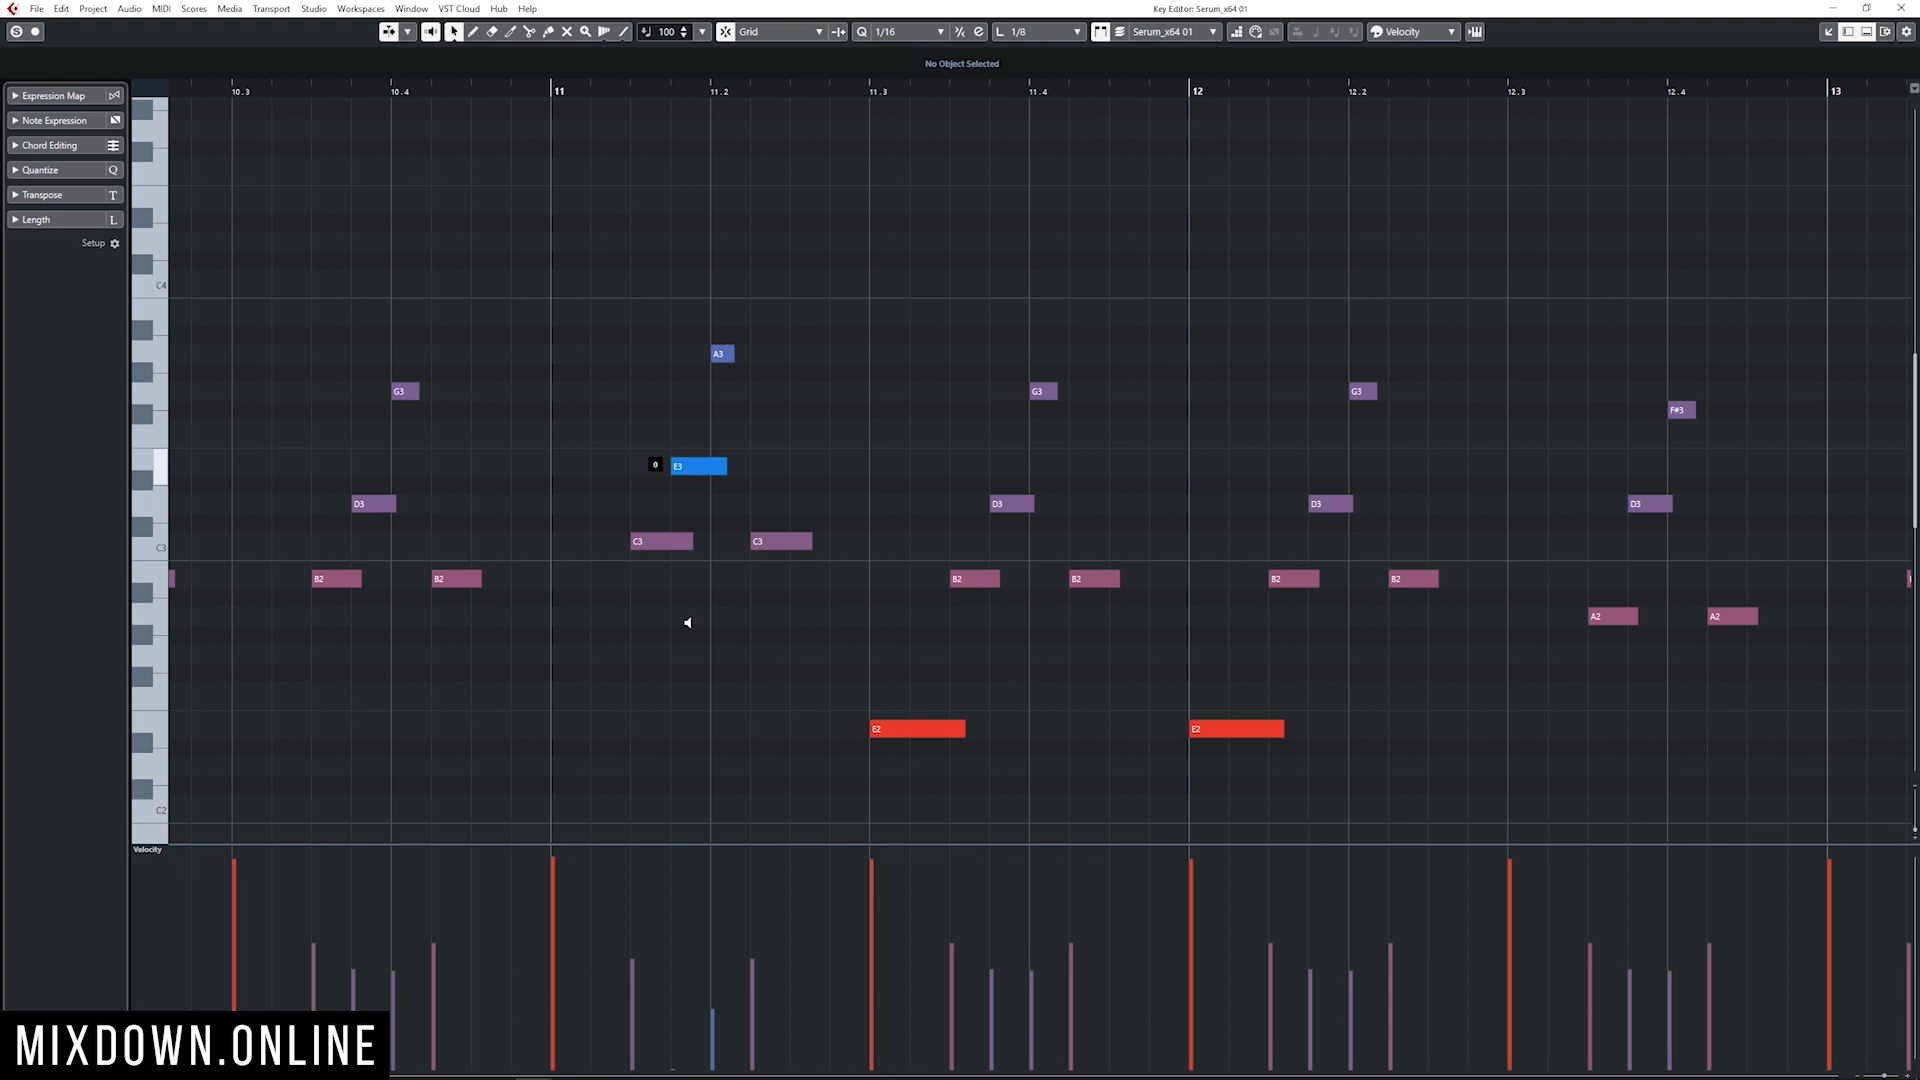 File Edit Project Audio MIDI Scores Media Transport Studio Workspaces Window VST Cloud Hub Help
Key Editor: Serum_x64 01
100 Grid Q 1/16 L 1/8 Serum_x64 01 Velocity
No Object Selected
10.3 10.4 11 11.2 11.3 11.4 12 12.2 12.3 12.4 13
Expression Map
Note Expression
Chord Editing
Quantize Q
Transpose T
Length L
Setup
C4
A3
G3 G3 G3
F#3
0 E3
D3 D3 D3 D3
C3 C3 C3
B2 B2 B2 B2 B2 B2
A2 A2
E2 E2
C2
Velocity
MIXDOWN.ONLINE